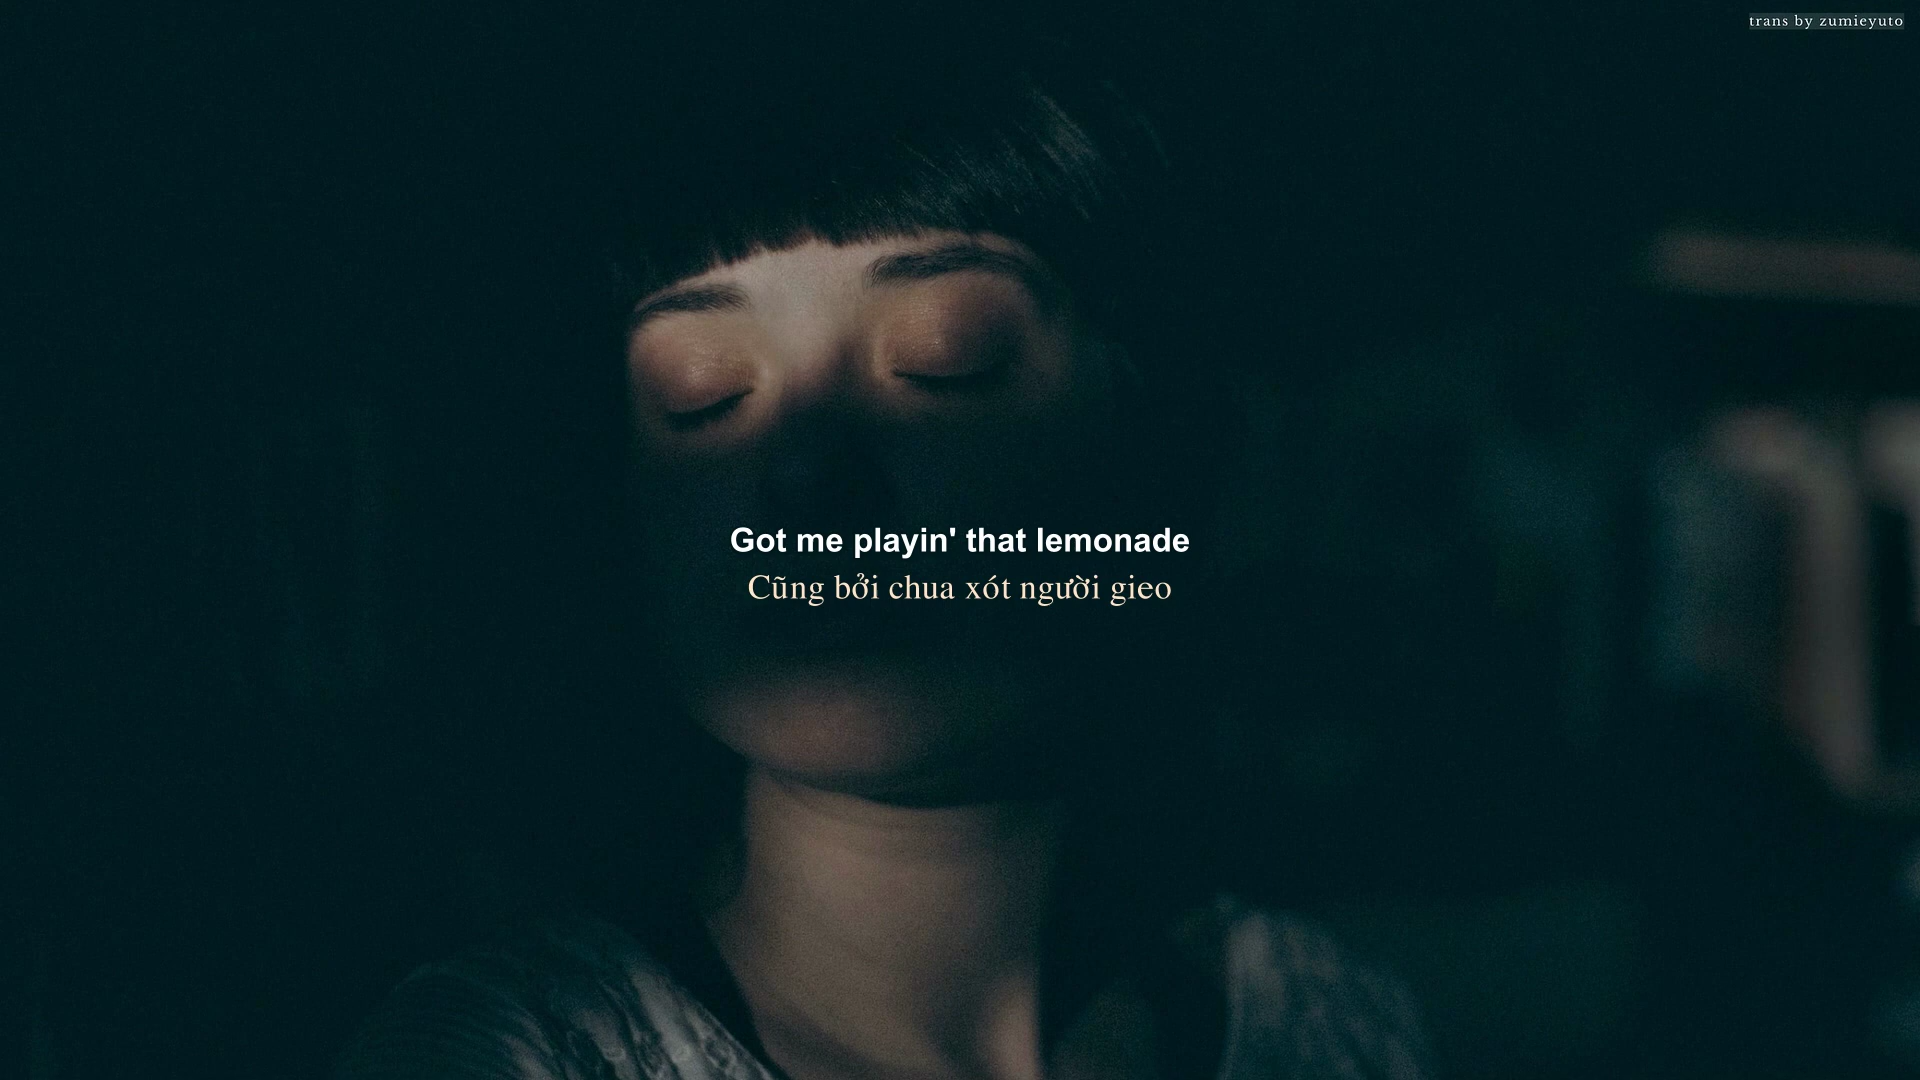 trans by zumieyuto
Got me playin' that lemonade
Cũng bởi chua xót người gieo